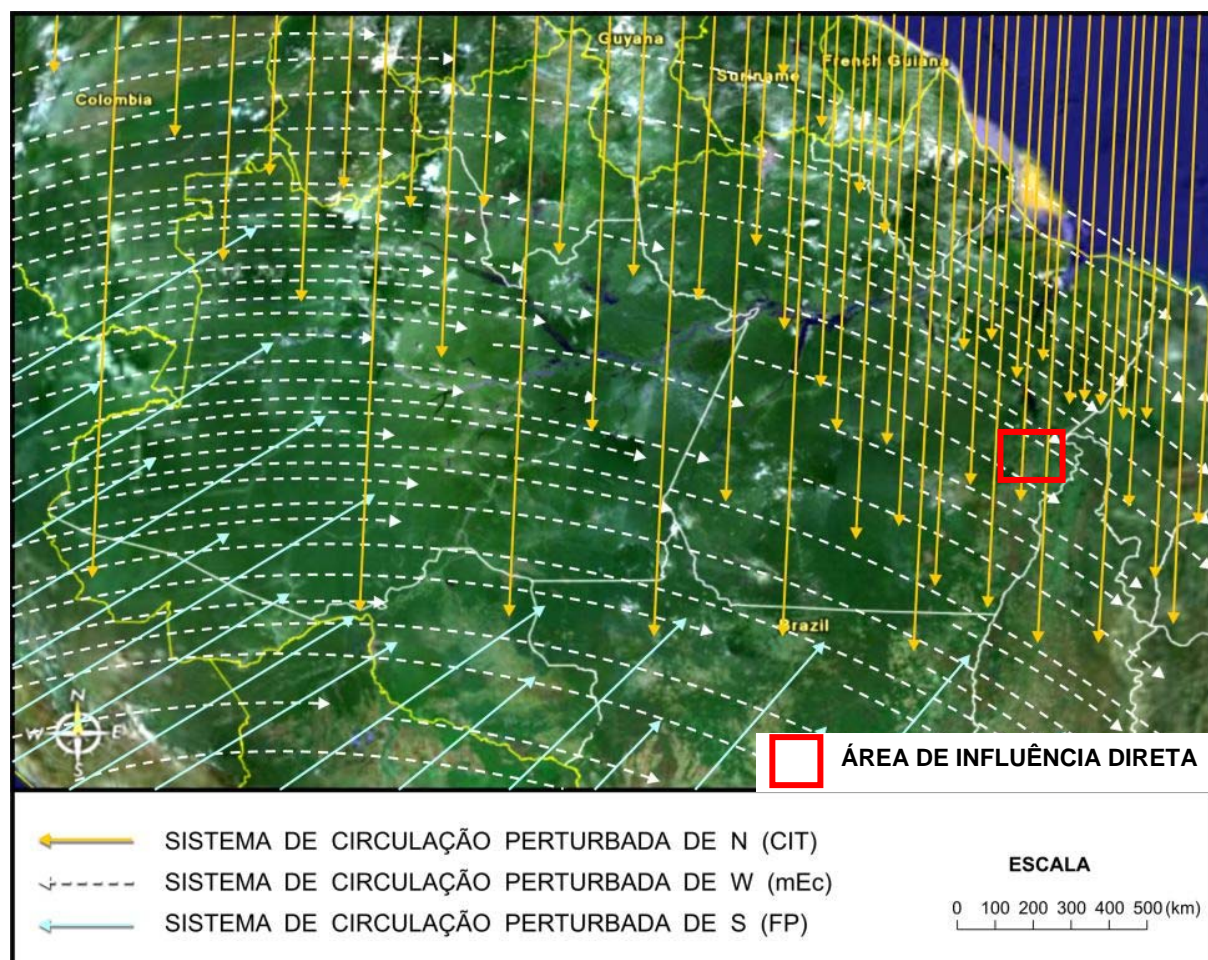 Guyana
Suriname
French Guiana
Colombia
Brazil
N
W E
S
ÁREA DE INFLUÊNCIA DIRETA
SISTEMA DE CIRCULAÇÃO PERTURBADA DE N (CIT)
SISTEMA DE CIRCULAÇÃO PERTURBADA DE W (mEc)
SISTEMA DE CIRCULAÇÃO PERTURBADA DE S (FP)
ESCALA
0 100 200 300 400 500 (km)